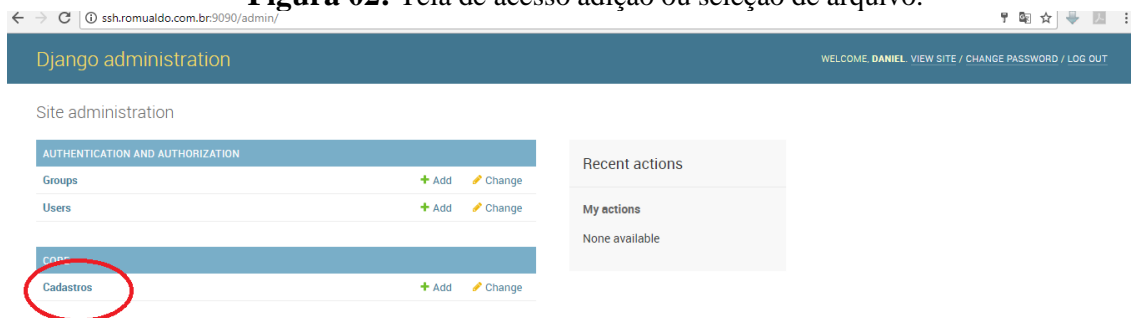 Figura 02: Tela de acesso adição ou seleção de arquivo.
ssh.romualdo.com.br:9090/admin/
Django administration
WELCOME, DANIEL. VIEW SITE / CHANGE PASSWORD / LOG OUT
Site administration
AUTHENTICATION AND AUTHORIZATION
Groups + Add Change
Users + Add Change
Recent actions
My actions
None available
CORE
Cadastros + Add Change